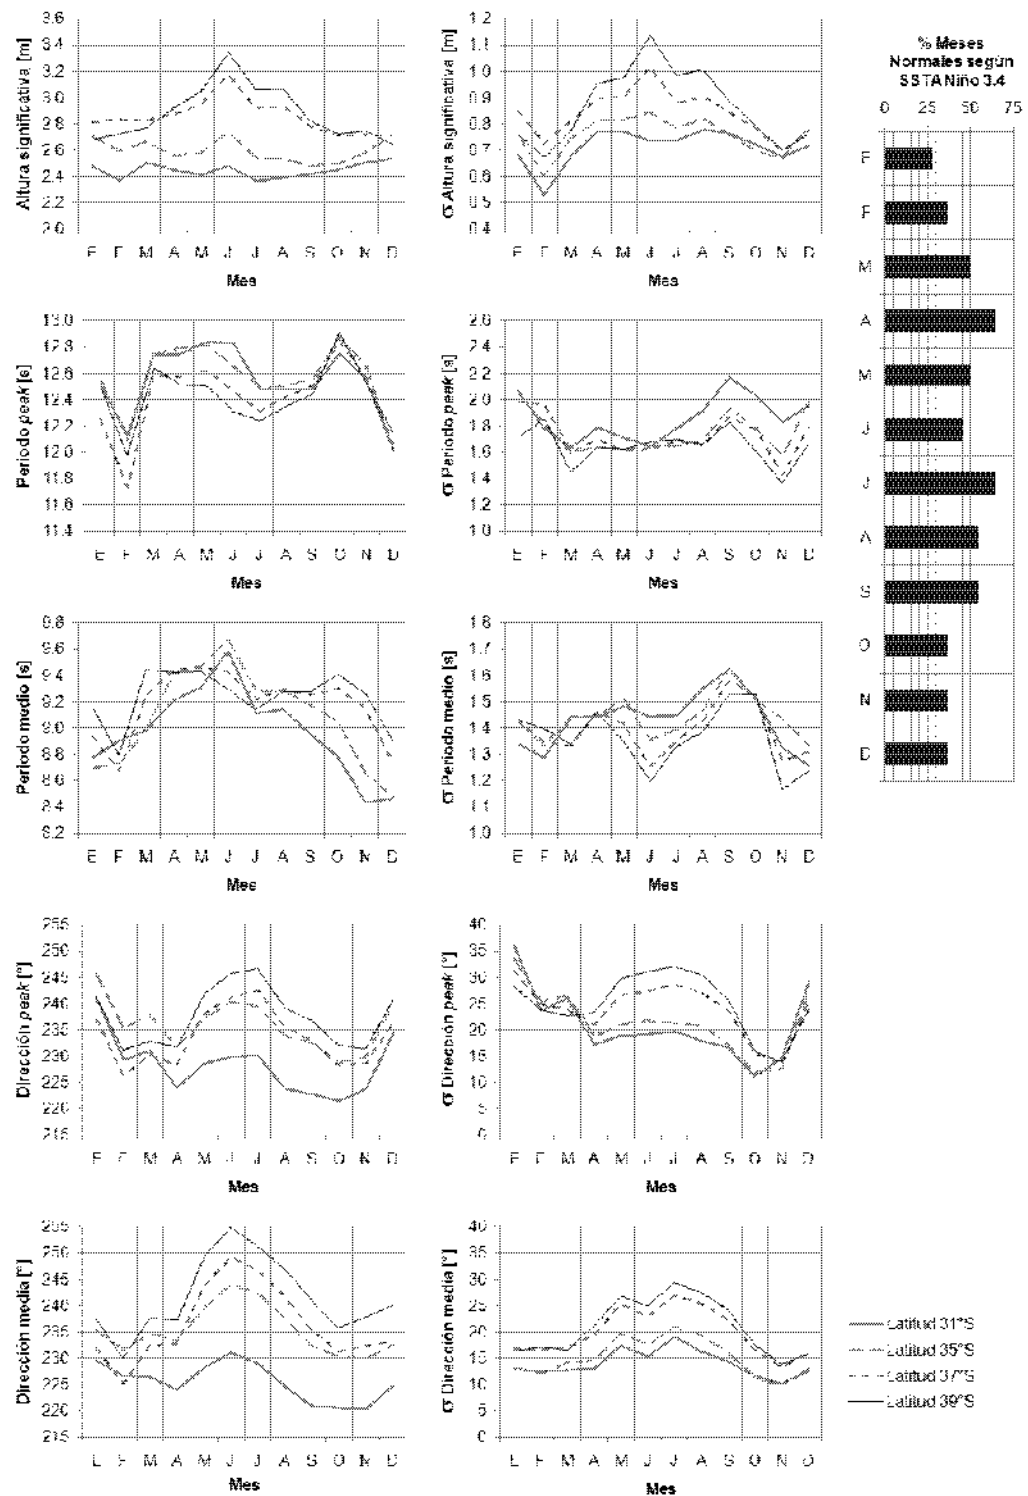 3.6
3.4
3.2
3.0
2.8
2.6
2.4
2.2
2.0
Altura significativa [m]
E F M A M J J A S O N D
Mes
1.2
1.1
1.0
0.9
0.8
0.7
0.6
0.5
0.4
σ Altura significativa [m]
E F M A M J J A S O N D
Mes
% Meses
Normales según
SSTA Niño 3.4
0 25 50 75
E
F
M
A
M
J
J
A
S
O
N
D
13.0
12.8
12.6
12.4
12.2
12.0
11.8
11.6
11.4
Periodo peak [s]
E F M A M J J A S O N D
Mes
2.6
2.4
2.2
2.0
1.8
1.6
1.4
1.2
1.0
σ Periodo peak [s]
E F M A M J J A S O N D
Mes
9.8
9.6
9.4
9.2
9.0
8.8
8.6
8.4
8.2
Periodo medio [s]
E F M A M J J A S O N D
Mes
1.8
1.7
1.6
1.5
1.4
1.3
1.2
1.1
1.0
σ Periodo medio [s]
E F M A M J J A S O N D
Mes
255
250
245
240
235
230
225
220
215
Dirección peak [°]
E F M A M J J A S O N D
Mes
40
35
30
25
20
15
10
5
0
σ Dirección peak [°]
E F M A M J J A S O N D
Mes
255
250
245
240
235
230
225
220
215
Dirección media [°]
E F M A M J J A S O N D
Mes
40
35
30
25
20
15
10
5
0
σ Dirección media [°]
E F M A M J J A S O N D
Mes
Latitud 31°S
Latitud 35°S
Latitud 37°S
Latitud 39°S